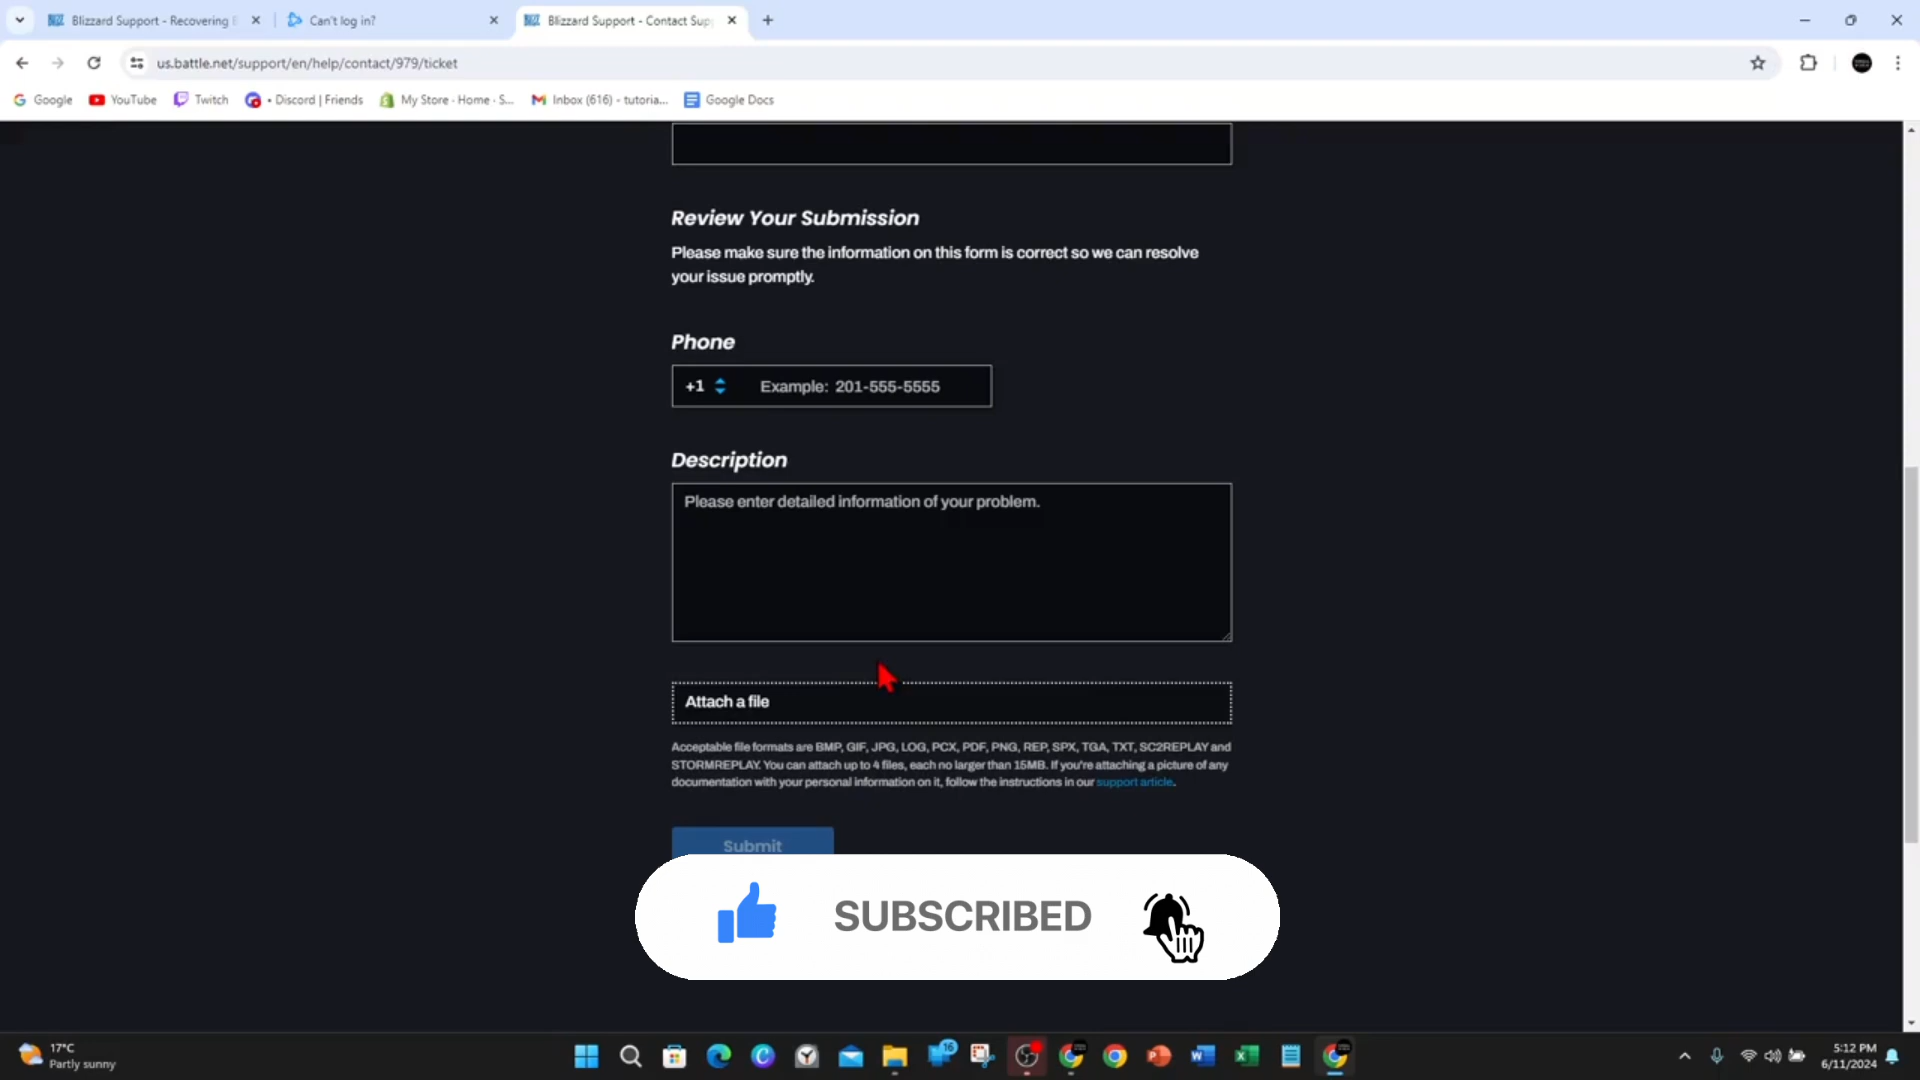 Blizzard Support - Recovering
Can't log in?
Blizzard Support - Contact Sup
us.battle.net/support/en/help/contact/979/ticket
Google
YouTube
Twitch
• Discord | Friends
My Store · Home · S...
Inbox (616) - tutoria...
Google Docs
Review Your Submission
Please make sure the information on this form is correct so we can resolve
your issue promptly.
Phone
+1 Example: 201-555-5555
Description
Please enter detailed information of your problem.
Attach a file
Acceptable file formats are BMP, GIF, JPG, LOG, PCX, PDF, PNG, REP, SPX, TGA, TXT, SC2REPLAY and
STORMREPLAY. You can attach up to 4 files, each no larger than 15MB. If you're attaching a picture of any
documentation with your personal information on it, follow the instructions in our support article.
Submit
SUBSCRIBED
17°C
Partly sunny
16
5:12 PM
6/11/2024